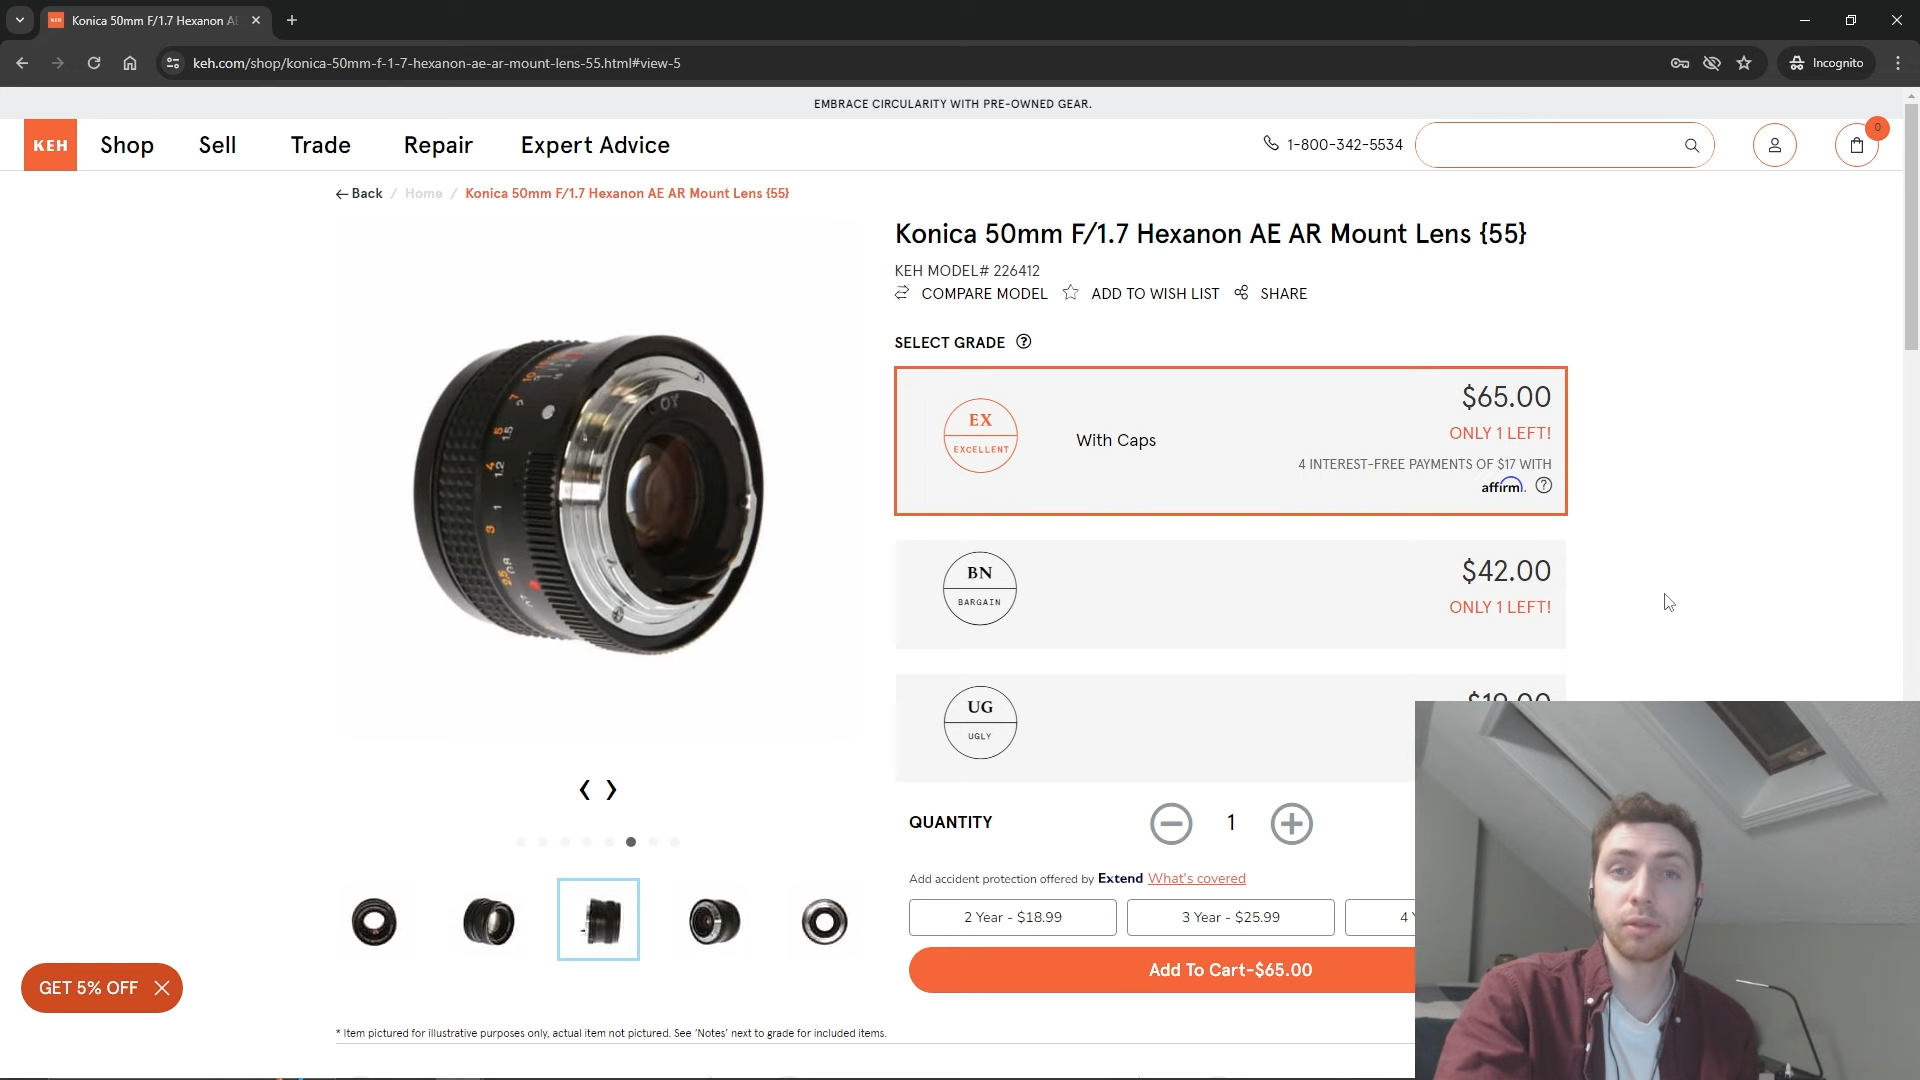 Konica 50mm F/1.7 Hexanon AE
keh.com/shop/konica-50mm-f-1-7-hexanon-ae-ar-mount-lens-55.html#view-5
Incognito
EMBRACE CIRCULARITY WITH PRE-OWNED GEAR.
KEH
Shop
Sell
Trade
Repair
Expert Advice
1-800-342-5534
0
Back / Home / Konica 50mm F/1.7 Hexanon AE AR Mount Lens {55}
Konica 50mm F/1.7 Hexanon AE AR Mount Lens {55}
KEH MODEL# 226412
COMPARE MODEL
ADD TO WISH LIST
SHARE
SELECT GRADE ?
EX
EXCELLENT
With Caps
$65.00
ONLY 1 LEFT!
4 INTEREST-FREE PAYMENTS OF $17 WITH
affirm. ?
BN
BARGAIN
$42.00
ONLY 1 LEFT!
UG
UGLY
QUANTITY
1
Add accident protection offered by Extend What's covered
2 Year - $18.99
3 Year - $25.99
4
Add To Cart-$65.00
GET 5% OFF
* Item pictured for illustrative purposes only, actual item not pictured. See 'Notes' next to grade for included items.